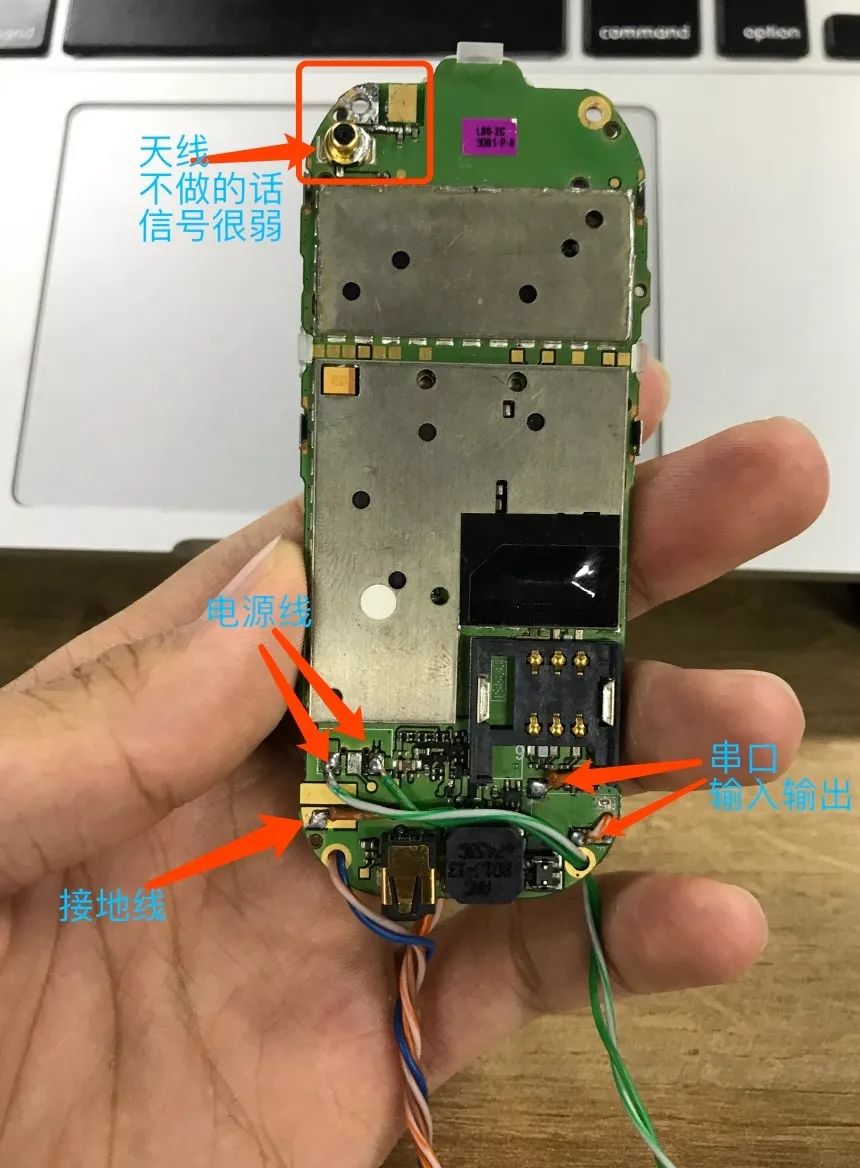 command
option
天线
不做的话
信号很弱
电源线
串口
输入输出
接地线